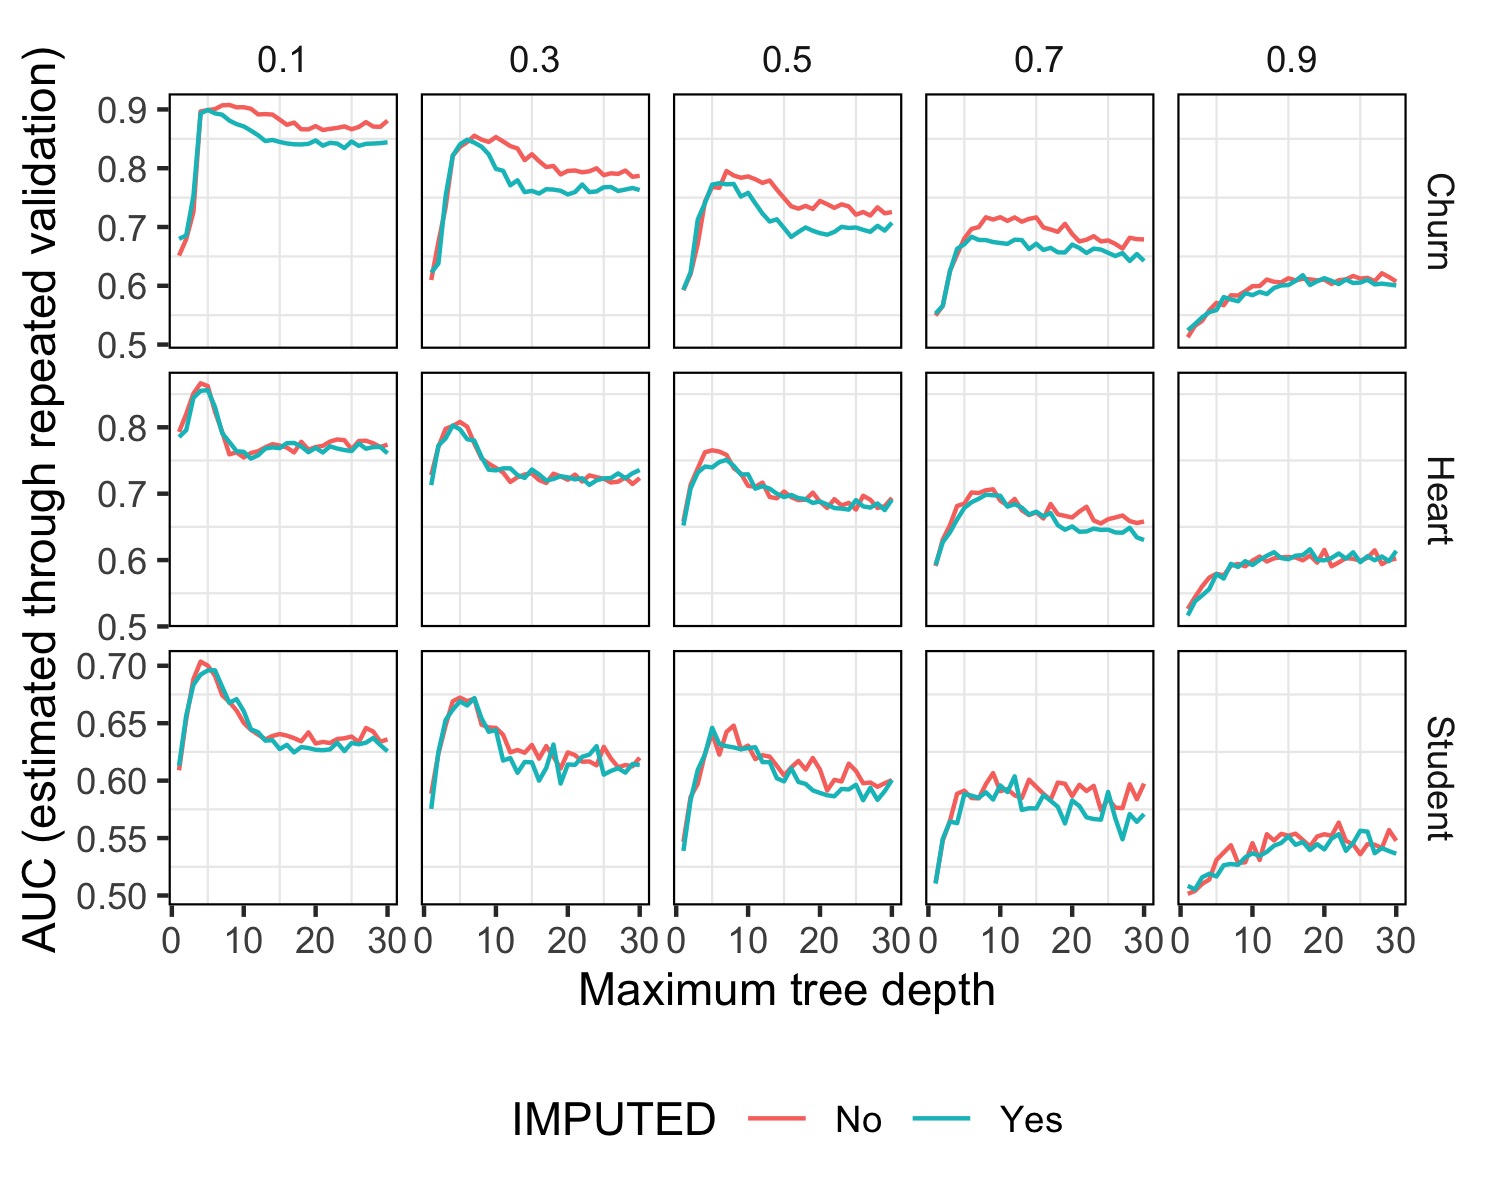 0.1 0.3 0.5 0.7 0.9
AUC (estimated through repeated validation)
0.9
0.8
0.7
0.6
0.5
Churn
0.8
0.7
0.6
0.5
Heart
0.70
0.65
0.60
0.55
0.50
Student
0 10 20 30 0 10 20 30 0 10 20 30 0 10 20 30 0 10 20 30
Maximum tree depth
IMPUTED No Yes